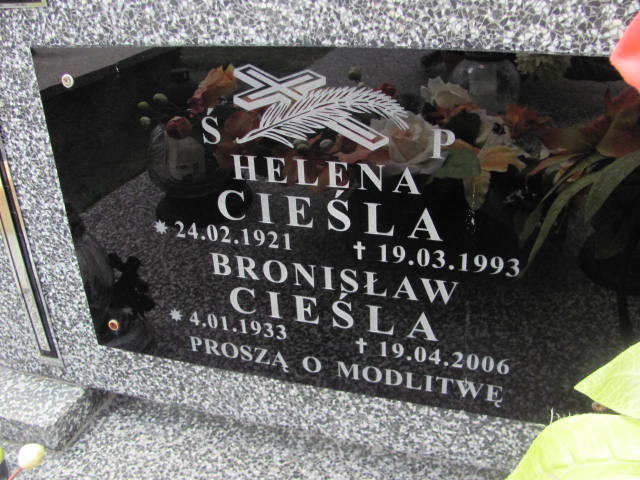 Ś P
HELENA
CIEŚLA
* 24.02.1921 † 19.03.1993
BRONISŁAW
CIEŚLA
* 4.01.1933 † 19.04.2006
PROSZĄ O MODLITWĘ